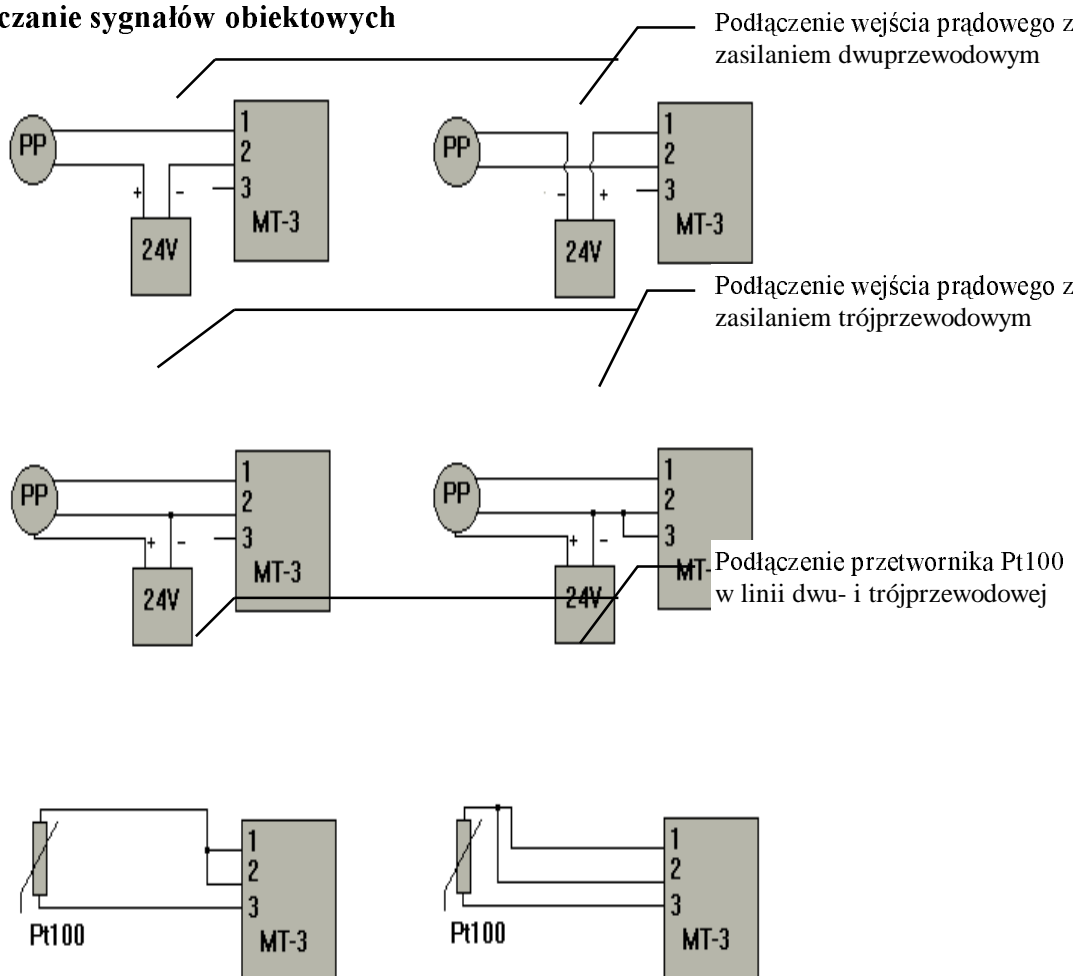 czanie sygnałów obiektowych
Podłączenie wejścia prądowego z
zasilaniem dwuprzewodowym
PP
1
2
3
+
-
MT-3
24V
PP
1
2
3
-
+
MT-3
24V
Podłączenie wejścia prądowego z
zasilaniem trójprzewodowym
PP
1
2
3
+
-
MT-3
24V
PP
1
2
3
+
-
MT-
24V
Podłączenie przetwornika Pt100
w linii dwu- i trójprzewodowej
1
2
3
Pt100
MT-3
1
2
3
Pt100
MT-3